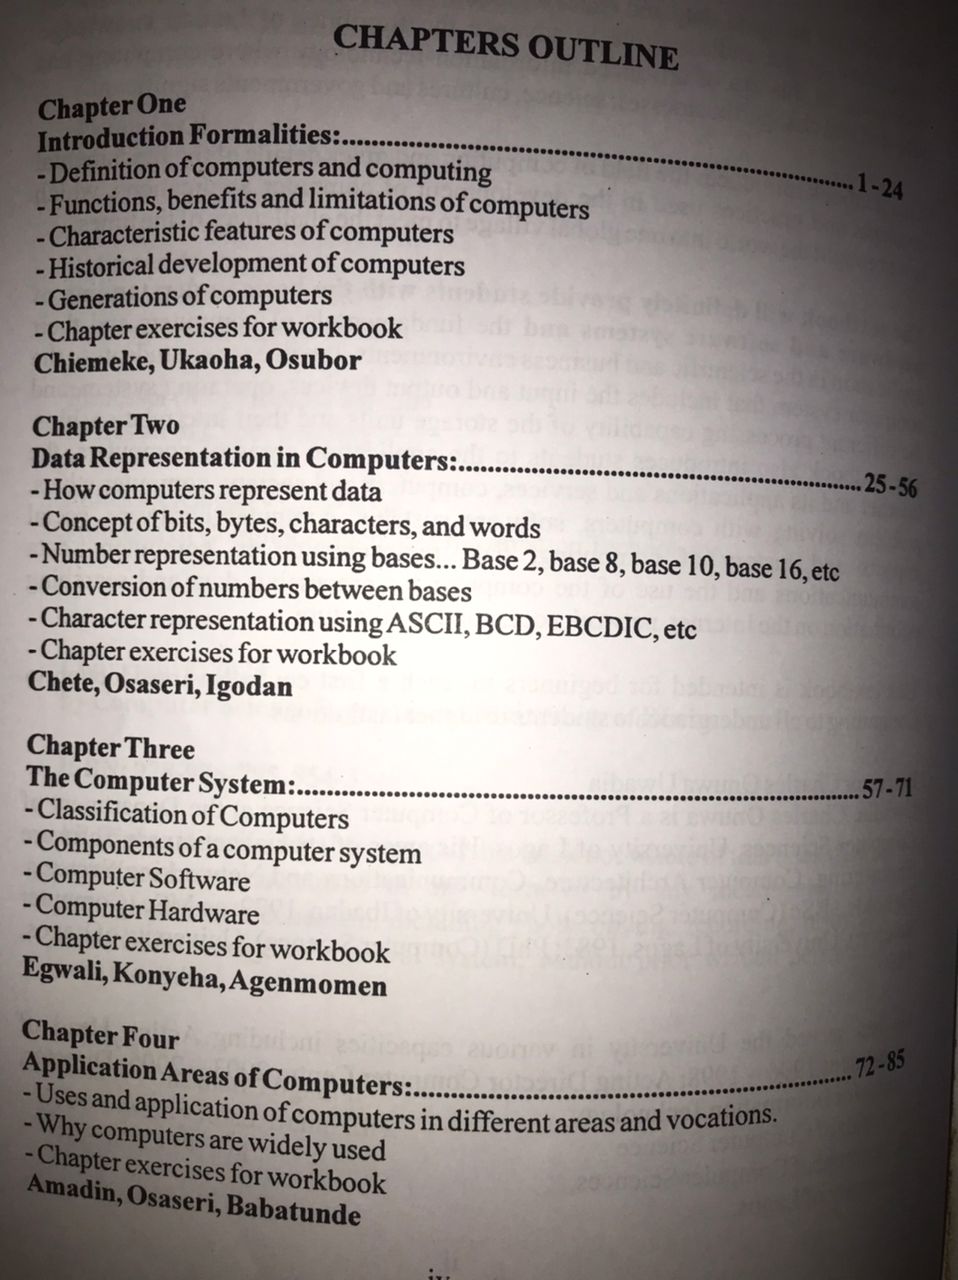 CHAPTERS OUTLINE
Chapter One
Introduction Formalities:............................................................1-24
- Definition of computers and computing
- Functions, benefits and limitations of computers
- Characteristic features of computers
- Historical development of computers
- Generations of computers
- Chapter exercises for workbook
Chiemeke, Ukaoha, Osubor
Chapter Two
Data Representation in Computers:..................................................25-56
- How computers represent data
- Concept of bits, bytes, characters, and words
- Number representation using bases... Base 2, base 8, base 10, base 16, etc
- Conversion of numbers between bases
- Character representation using ASCII, BCD, EBCDIC, etc
- Chapter exercises for workbook
Chete, Osaseri, Igodan
Chapter Three
The Computer System:......................................................................57-71
- Classification of Computers
- Components of a computer system
- Computer Software
- Computer Hardware
- Chapter exercises for workbook
Egwali, Konyeha, Agenmomen
Chapter Four
Application Areas of Computers:......................................................72-85
- Uses and application of computers in different areas and vocations.
- Why computers are widely used
- Chapter exercises for workbook
Amadin, Osaseri, Babatunde
iv